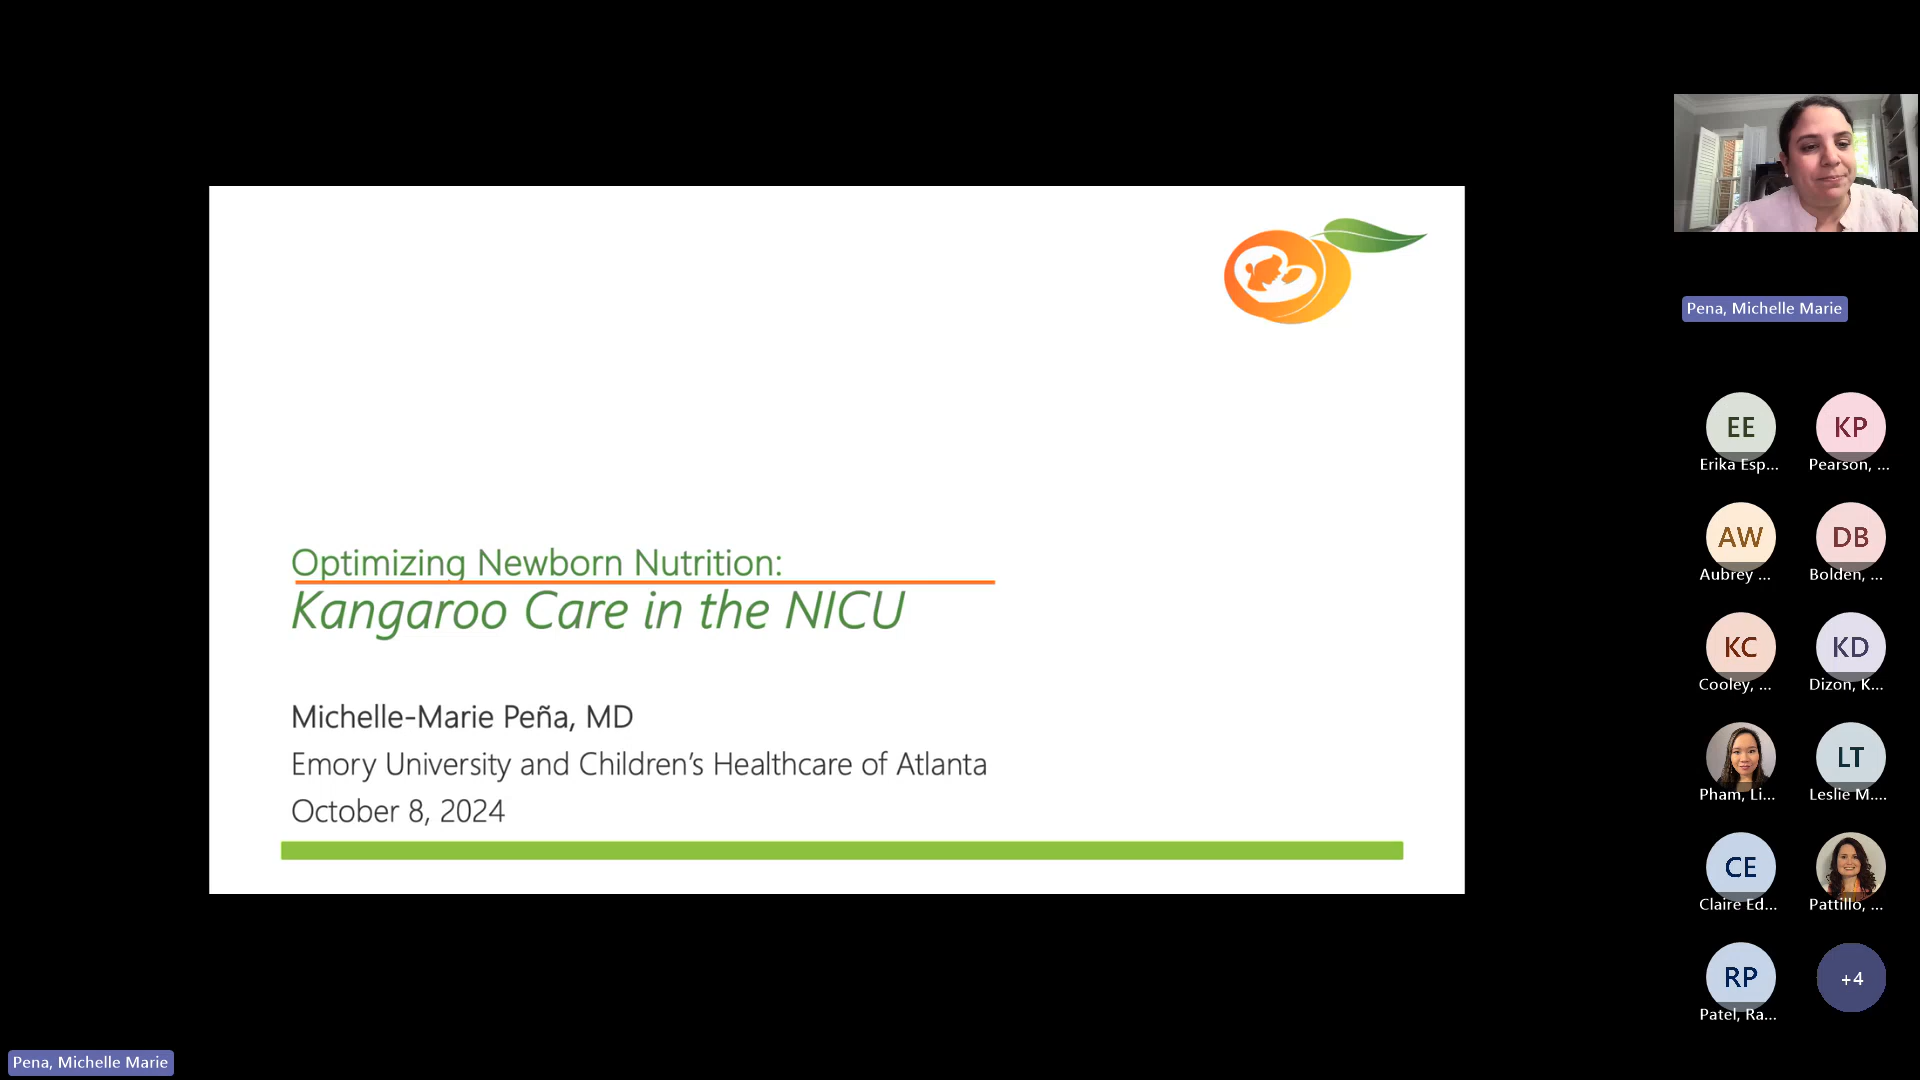 Optimizing Newborn Nutrition:
Kangaroo Care in the NICU
Michelle-Marie Peña, MD
Emory University and Children's Healthcare of Atlanta
October 8, 2024
Pena, Michelle Marie
EE
KP
Erika Esp...
Pearson, ...
AW
DB
Aubrey ...
Bolden, ...
KC
KD
Cooley, ...
Dizon, K...
LT
Pham, Li...
Leslie M....
CE
Claire Ed...
Pattillo, ...
RP
+4
Patel, Ra...
Pena, Michelle Marie